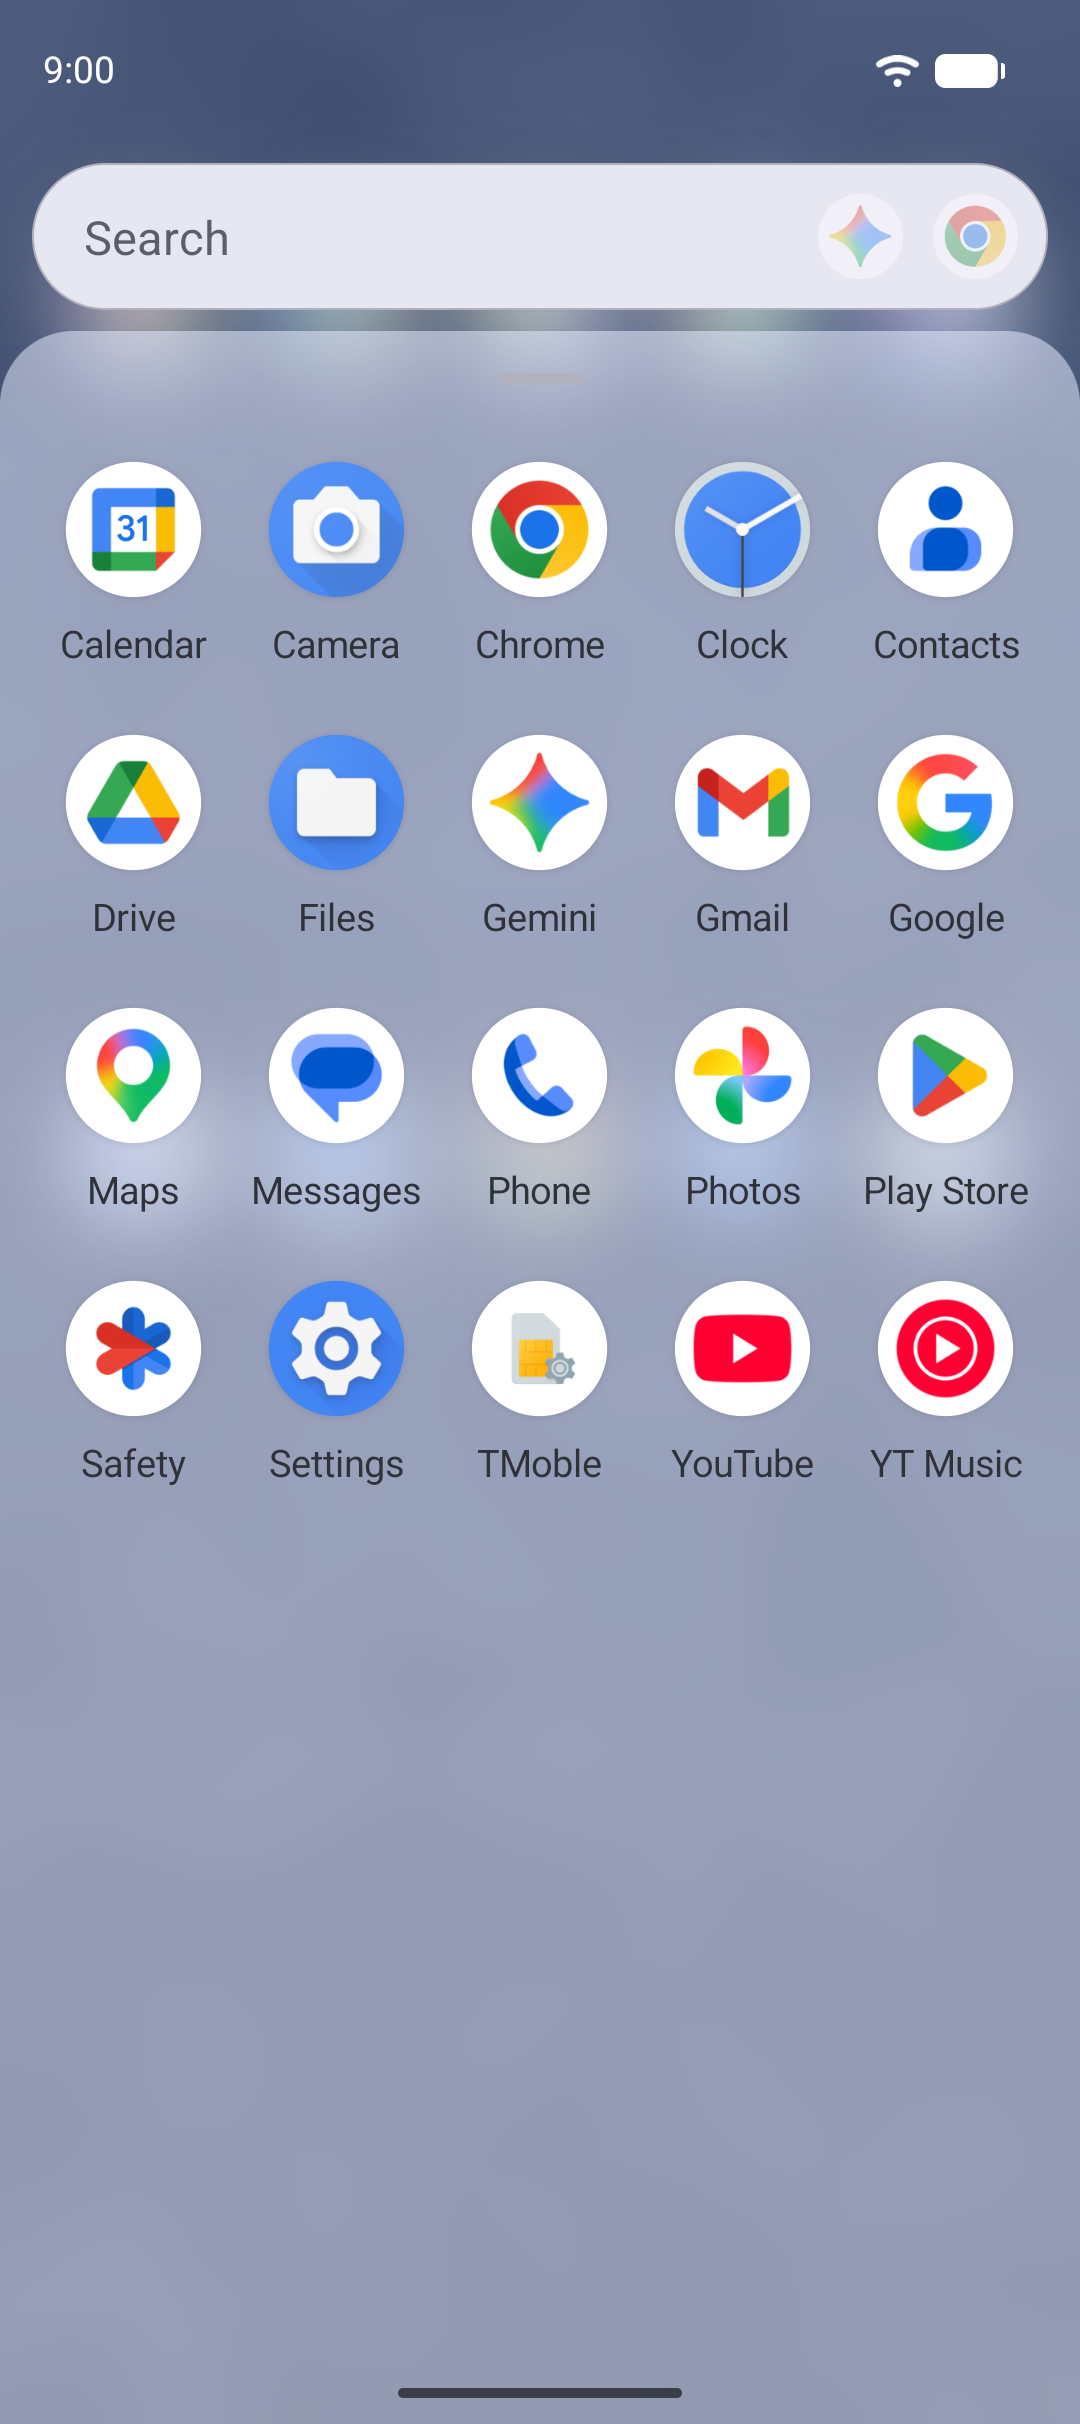 9:00
Search
31
Calendar
Camera
Chrome
Clock
Contacts
Drive
Files
Gemini
Gmail
Google
Maps
Messages
Phone
Photos
Play Store
Safety
Settings
TMoble
YouTube
YT Music